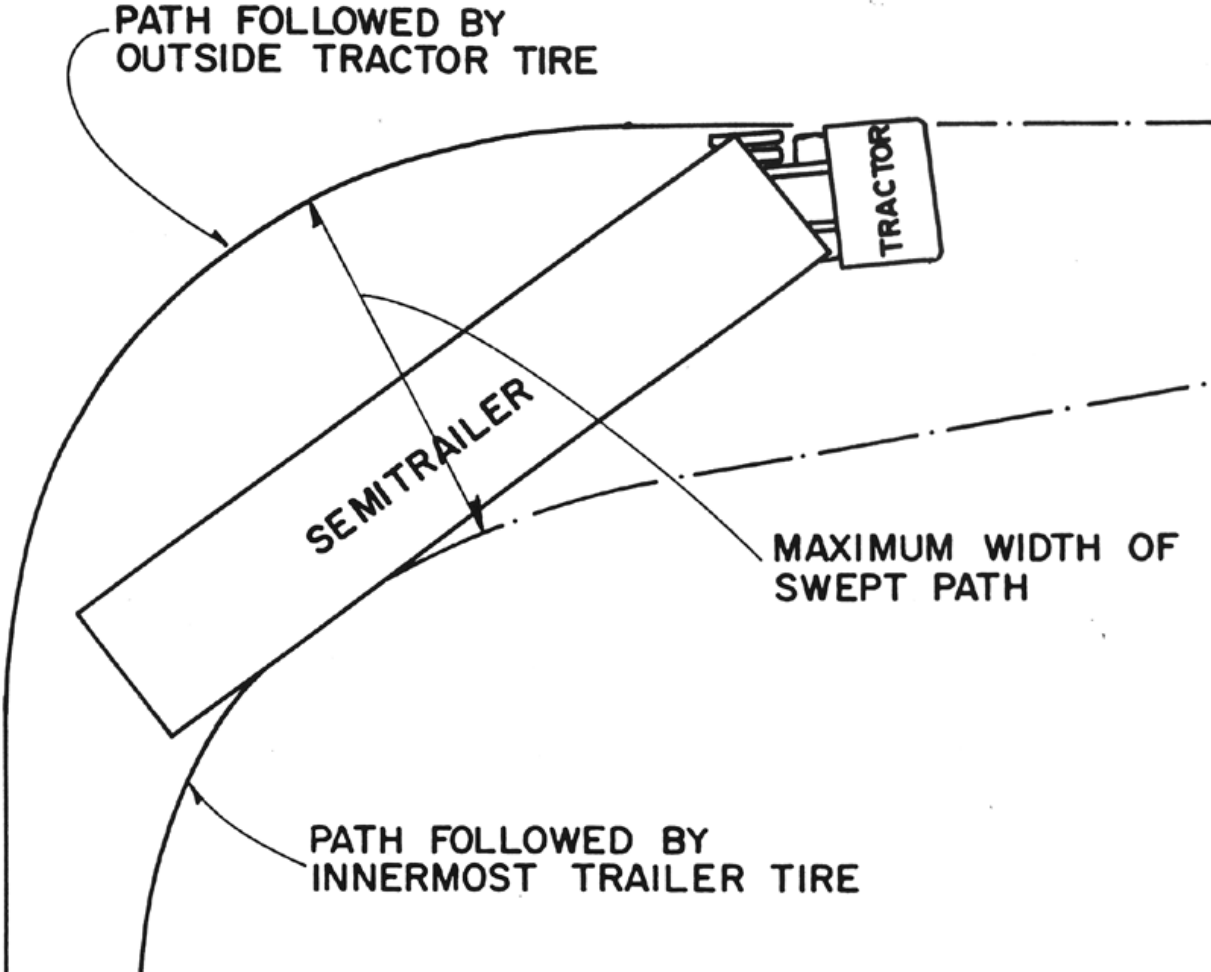 PATH FOLLOWED BY
OUTSIDE TRACTOR TIRE
TRACTOR
SEMITRAILER
MAXIMUM WIDTH OF
SWEPT PATH
PATH FOLLOWED BY
INNERMOST TRAILER TIRE